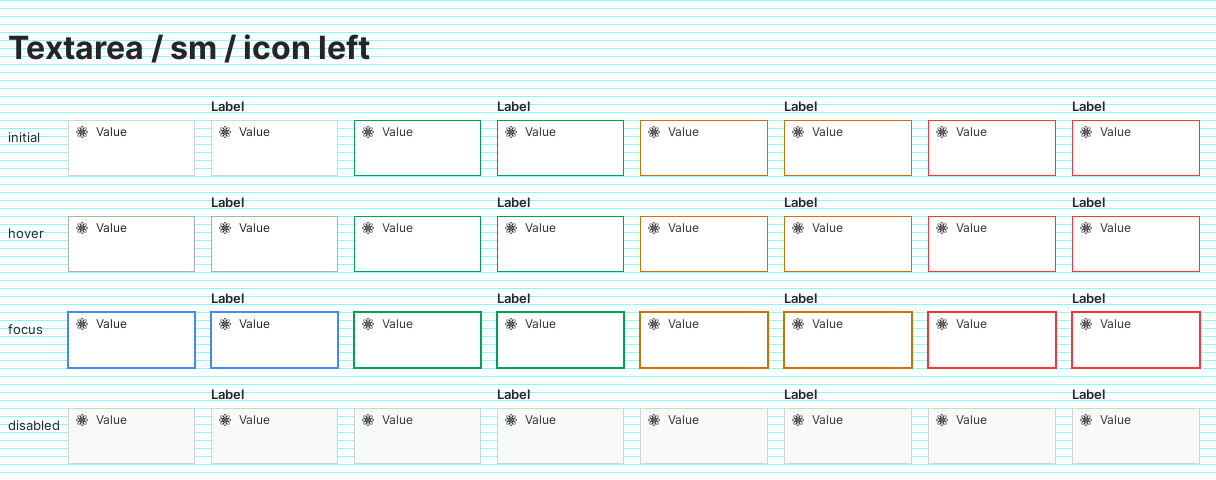 Textarea / sm / icon left
Label Label Label Label
initial Value Value Value Value Value Value Value Value
Label Label Label Label
hover Value Value Value Value Value Value Value Value
Label Label Label Label
focus Value Value Value Value Value Value Value Value
Label Label Label Label
disabled Value Value Value Value Value Value Value Value